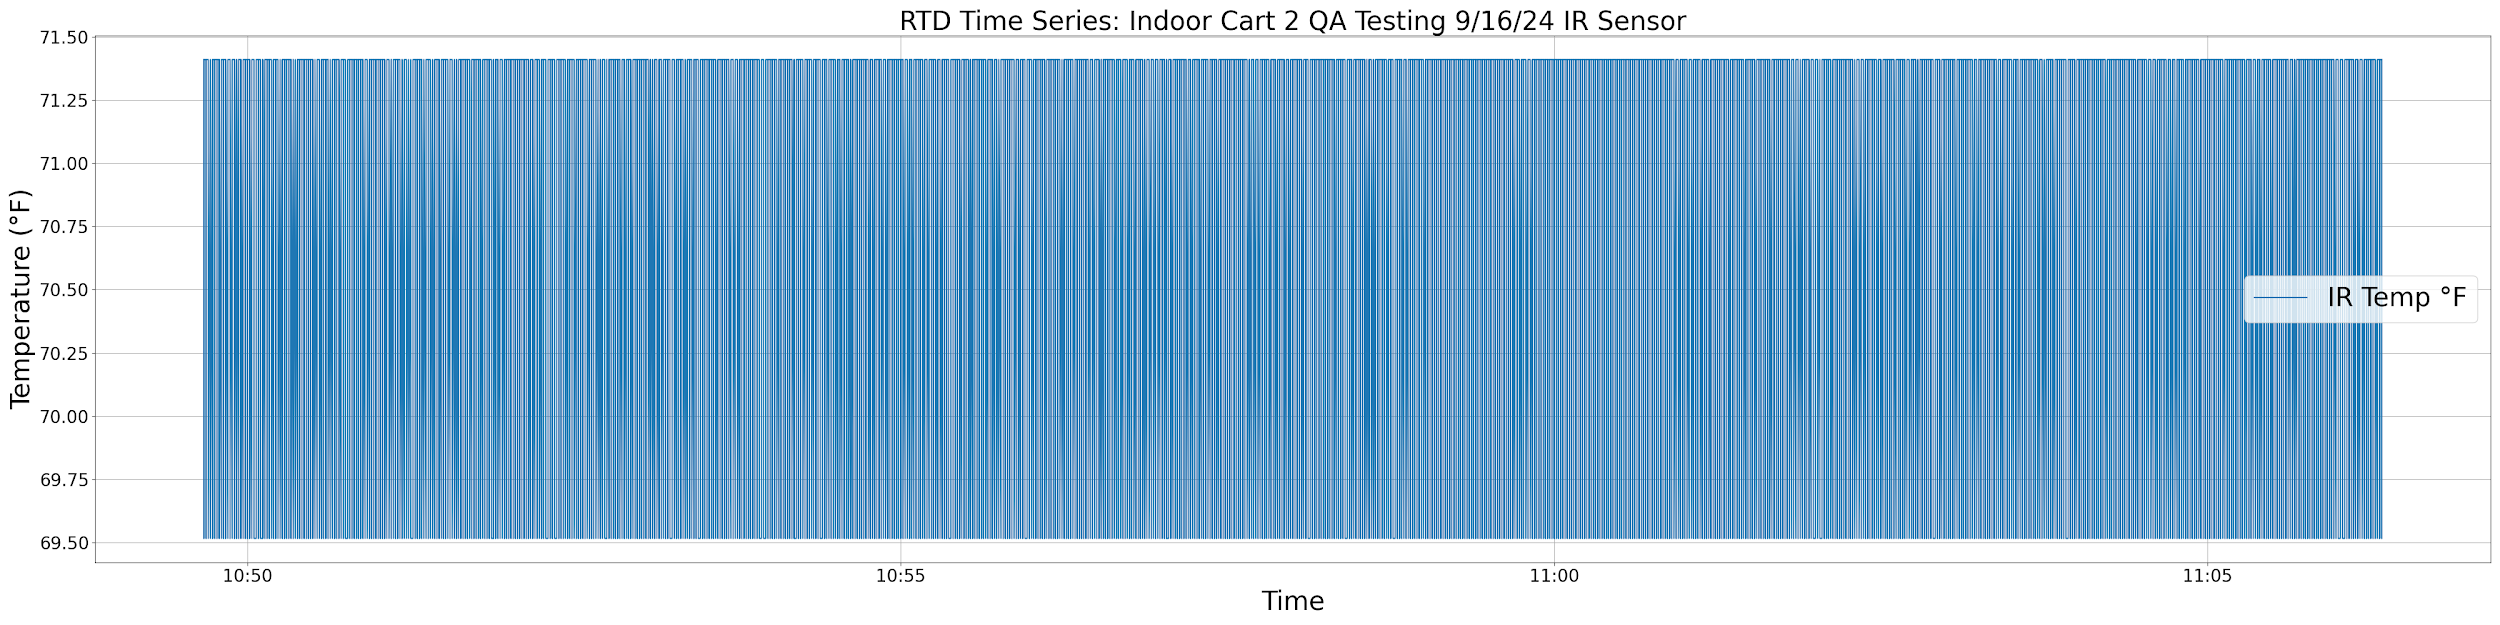 RTD Time Series: Indoor Cart 2 QA Testing 9/16/24 IR Sensor
Temperature (°F)
71.50
71.25
71.00
70.75
70.50
70.25
70.00
69.75
69.50
IR Temp °F
10:50 10:55 11:00 11:05
Time